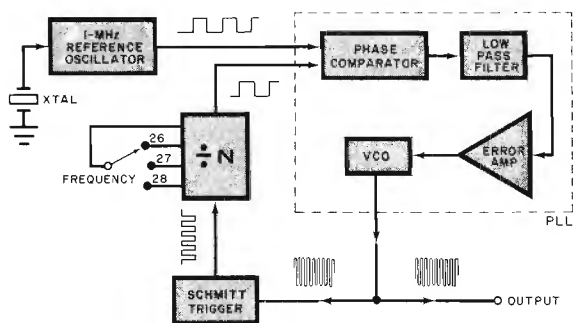 1-MHz
REFERENCE
OSCILLATOR
XTAL
PHASE
COMPARATOR
LOW
PASS
FILTER
26
27
28
FREQUENCY
÷N
VCO
ERROR
AMP
PLL
SCHMITT
TRIGGER
OUTPUT